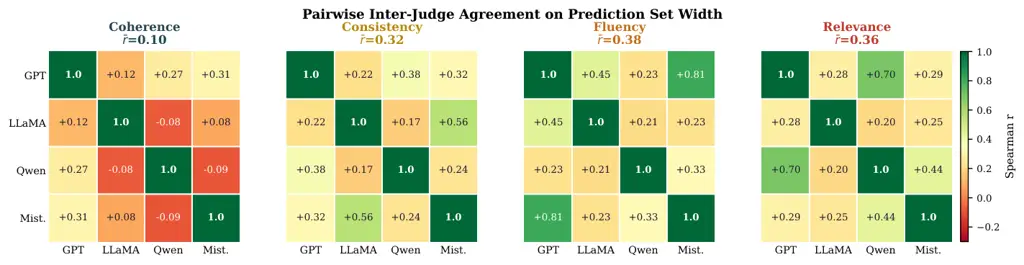 Pairwise Inter-Judge Agreement on Prediction Set Width
Coherence
r̄=0.10
Consistency
r̄=0.32
Fluency
r̄=0.38
Relevance
r̄=0.36
GPT
1.0 +0.12 +0.27 +0.31
LLaMA
+0.12 1.0 -0.08 +0.08
Qwen
+0.27 -0.08 1.0 -0.09
Mist.
+0.31 +0.08 -0.09 1.0
GPT LLaMA Qwen Mist.
1.0 +0.22 +0.38 +0.32
+0.22 1.0 +0.17 +0.56
+0.38 +0.17 1.0 +0.24
+0.32 +0.56 +0.24 1.0
GPT LLaMA Qwen Mist.
1.0 +0.45 +0.23 +0.81
+0.45 1.0 +0.21 +0.23
+0.23 +0.21 1.0 +0.33
+0.81 +0.23 +0.33 1.0
GPT LLaMA Qwen Mist.
1.0 +0.28 +0.70 +0.29
+0.28 1.0 +0.20 +0.25
+0.70 +0.20 1.0 +0.44
+0.29 +0.25 +0.44 1.0
GPT LLaMA Qwen Mist.
1.0
0.8
0.6
0.4
0.2
0.0
−0.2
Spearman r